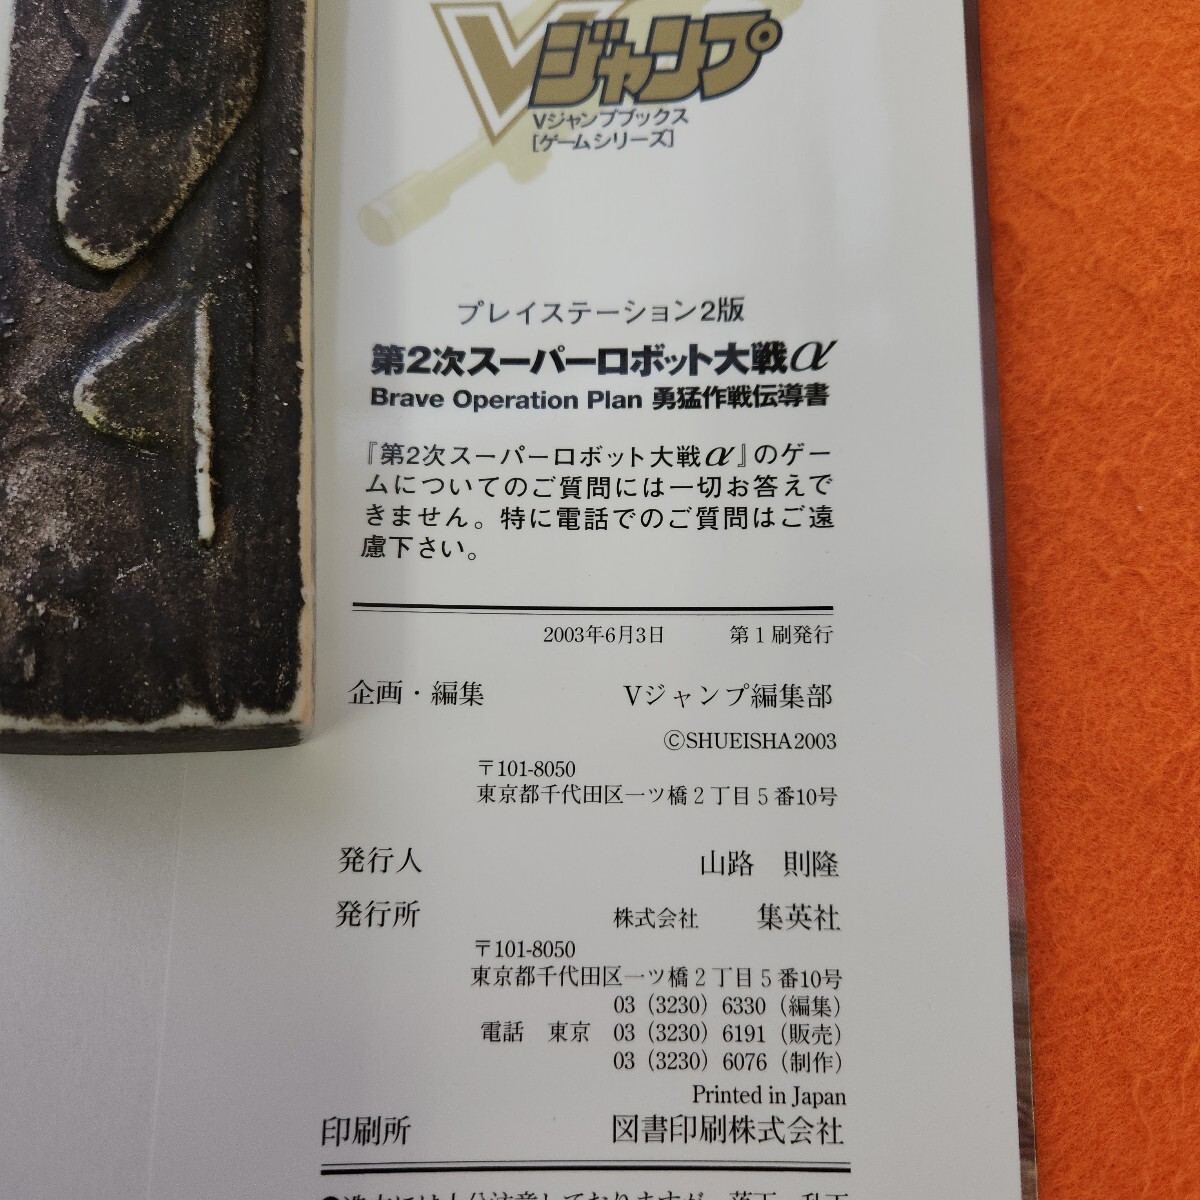 Vジャンプ
Vジャンプブックス
[ゲームシリーズ]
プレイステーション2版
第2次スーパーロボット大戦α
Brave Operation Plan 勇猛作戦伝導書
『第2次スーパーロボット大戦α』のゲー
ムについてのご質問には一切お答えで
きません。特に電話でのご質問はご遠
慮下さい。
2003年6月3日 第1刷発行
企画・編集 Vジャンプ編集部
©SHUEISHA2003
〒101-8050
東京都千代田区一ツ橋2丁目5番10号
発行人 山路 則隆
発行所 株式会社 集英社
〒101-8050
東京都千代田区一ツ橋2丁目5番10号
03(3230)6330(編集)
電話 東京 03(3230)6191(販売)
03(3230)6076(制作)
Printed in Japan
印刷所 図書印刷株式会社